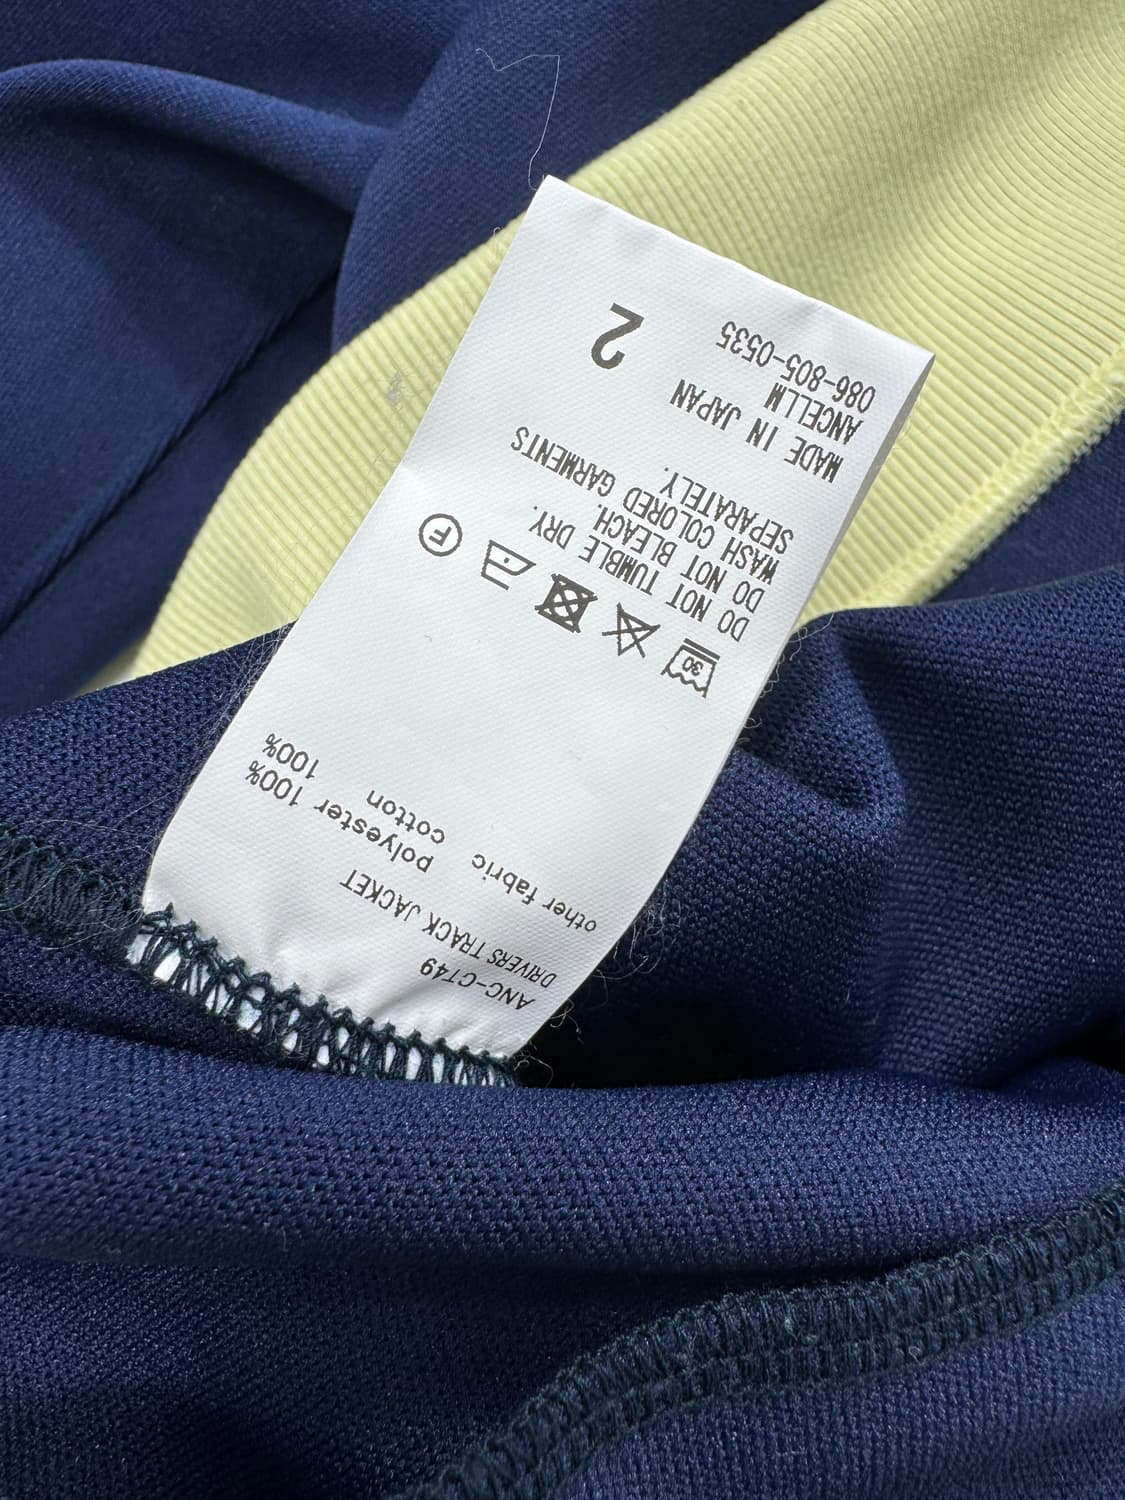 ANC-CT49
DRIVERS TRACK JACKET
polyester 100%
other fabric
cotton 100%
30
F
DO NOT TUMBLE DRY.
DO NOT BLEACH.
WASH COLORED GARMENTS
SEPARATELY.
MADE IN JAPAN
ANCELLM
086-805-0535
2